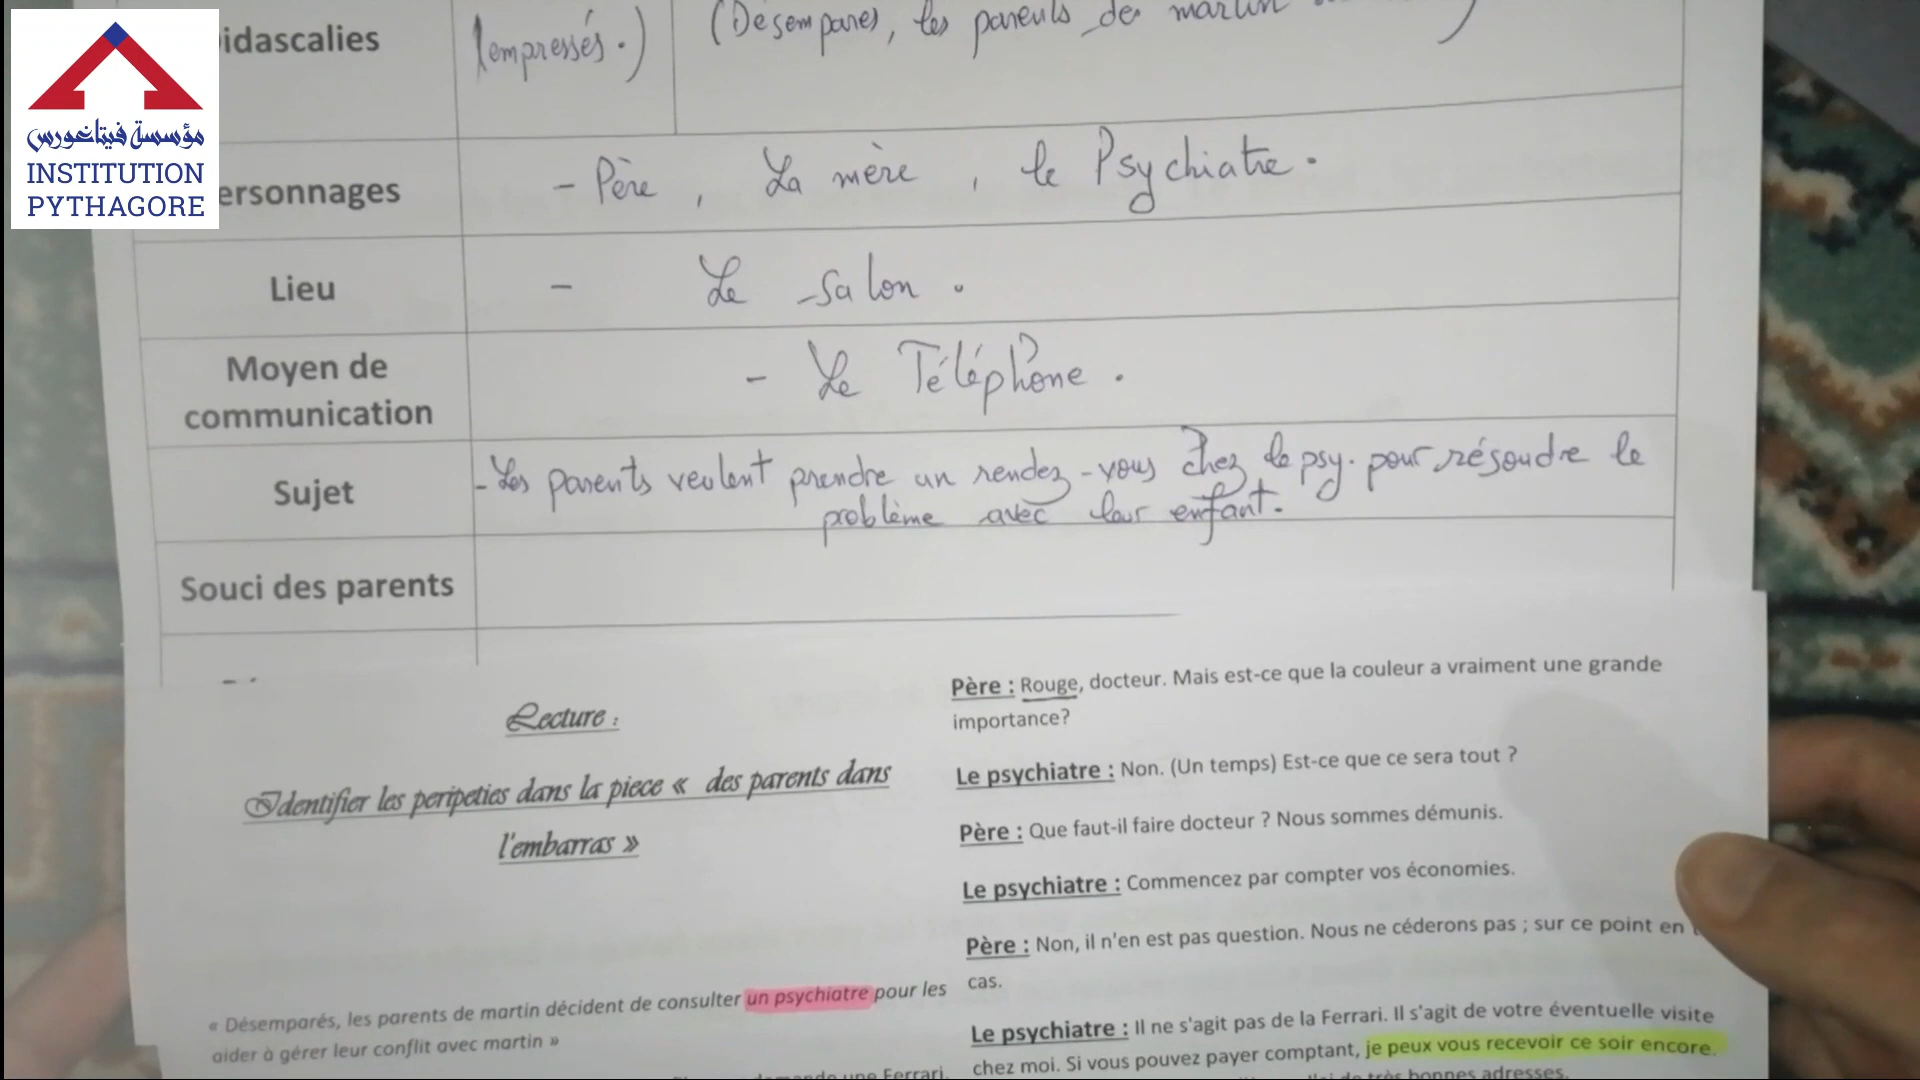 مؤسسة فيتاغورس
INSTITUTION
PYTHAGORE
idascalies
(empressés.)
(Désemparés, les parents de martin
ersonnages
- Père, La mère, le Psychiatre.
Lieu
- Le salon.
Moyen de
communication
- Le Téléphone.
Sujet
- Les parents veulent prendre un rendez-vous chez le psy. pour résoudre le
problème avec leur enfant.
Souci des parents
Lecture :
Identifier les peripeties dans la piece « des parents dans
l'embarras »
« Désemparés, les parents de martin décident de consulter un psychiatre pour les
aider à gérer leur conflit avec martin »
une Ferrari.
Père : Rouge, docteur. Mais est-ce que la couleur a vraiment une grande
importance?
Le psychiatre : Non. (Un temps) Est-ce que ce sera tout ?
Père : Que faut-il faire docteur ? Nous sommes démunis.
Le psychiatre : Commencez par compter vos économies.
Père : Non, il n'en est pas question. Nous ne céderons pas ; sur ce point en
cas.
Le psychiatre : Il ne s'agit pas de la Ferrari. Il s'agit de votre éventuelle visite
chez moi. Si vous pouvez payer comptant, je peux vous recevoir ce soir encore.
de très bonnes adresses.